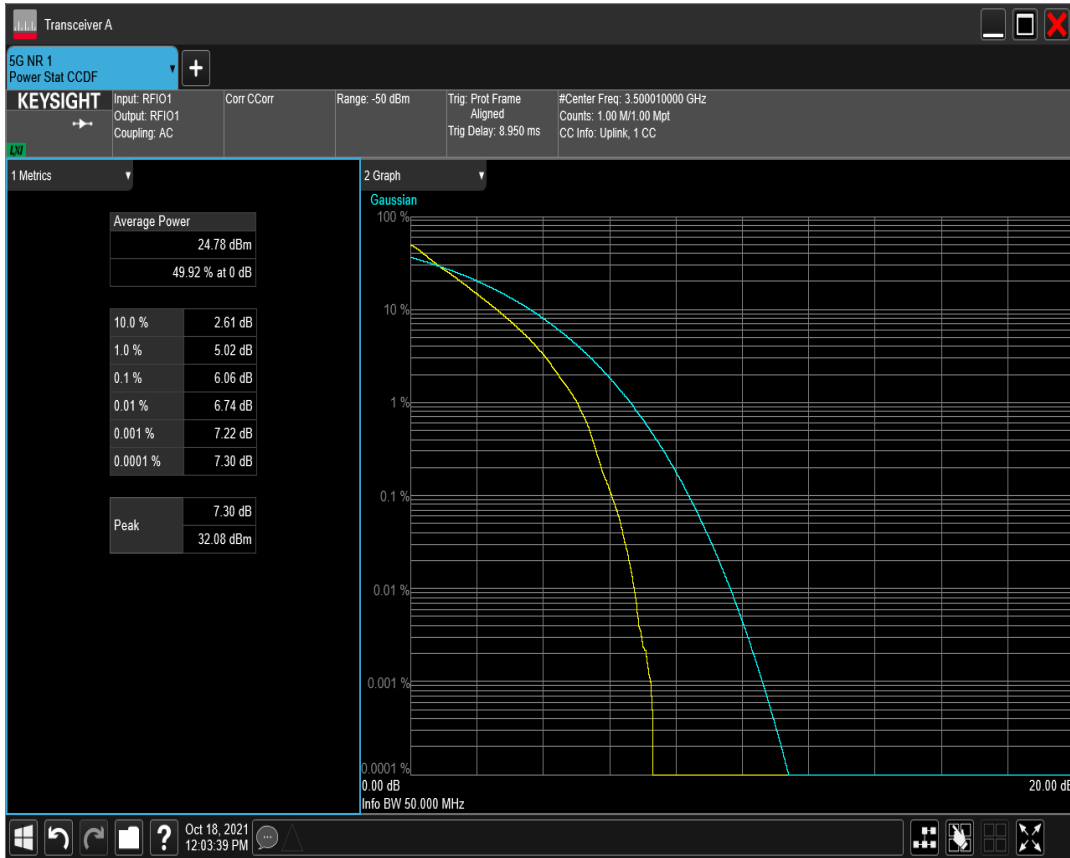 Transceiver A
5G NR 1
Power Stat CCDF
KEYSIGHT
LXI
Input: RFIO1
Output: RFIO1
Coupling: AC
Corr CCorr
Range: -50 dBm
Trig: Prot Frame
Aligned
Trig Delay: 8.950 ms
#Center Freq: 3.500010000 GHz
Counts: 1.00 M/1.00 Mpt
CC Info: Uplink, 1 CC
1 Metrics
Average Power
24.78 dBm
49.92 % at 0 dB
10.0 % 2.61 dB
1.0 % 5.02 dB
0.1 % 6.06 dB
0.01 % 6.74 dB
0.001 % 7.22 dB
0.0001 % 7.30 dB
Peak 7.30 dB
32.08 dBm
2 Graph
Gaussian
100 %
10 %
1 %
0.1 %
0.01 %
0.001 %
0.0001 %
0.00 dB 20.00 dB
Info BW 50.000 MHz
Oct 18, 2021
12:03:39 PM